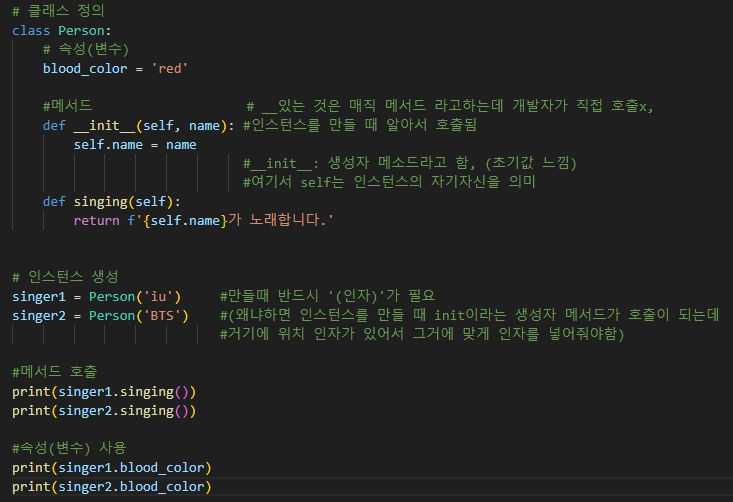 # 클래스 정의
class Person:
    # 속성(변수)
    blood_color = 'red'
    #메서드                    # __있는 것은 매직 메서드 라고하는데 개발자가 직접 호출x,
    def __init__(self, name): #인스턴스를 만들 때 알아서 호출됨
        self.name = name
                              #__init__: 생성자 메소드라고 함, (초기값 느낌)
                              #여기서 self는 인스턴스의 자기자신을 의미
    def singing(self):
        return f'{self.name}가 노래합니다.'
# 인스턴스 생성
singer1 = Person('iu')     #만들때 반드시 '(인자)'가 필요
singer2 = Person('BTS')    #(왜냐하면 인스턴스를 만들 때 init이라는 생성자 메서드가 호출이 되는데
                           #거기에 위치 인자가 있어서 그거에 맞게 인자를 넣어줘야함)
#메서드 호출
print(singer1.singing())
print(singer2.singing())
#속성(변수) 사용
print(singer1.blood_color)
print(singer2.blood_color)